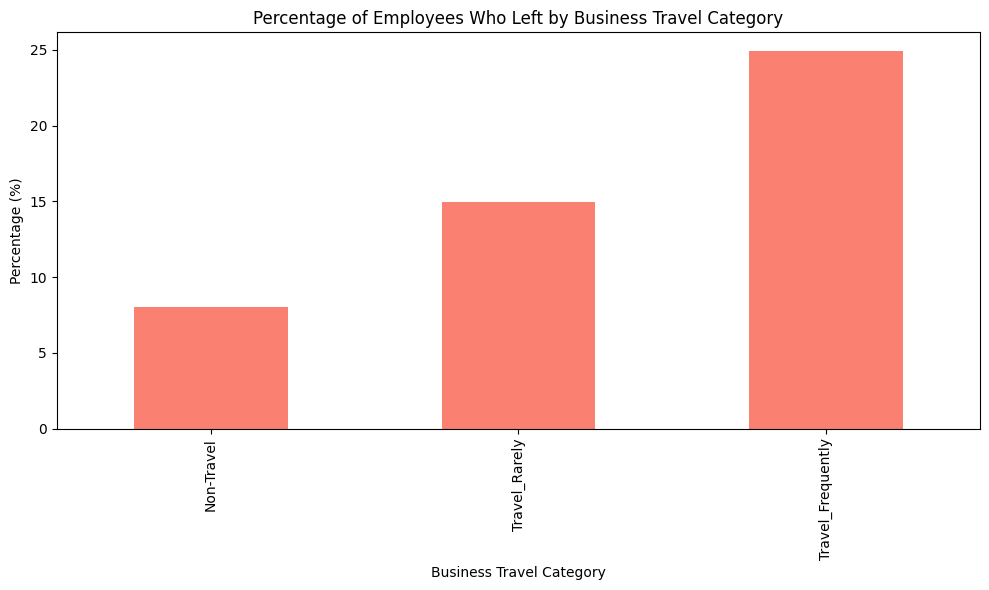 Percentage of Employees Who Left by Business Travel Category
Percentage (%)
25
20
15
10
5
0
Non-Travel
Travel_Rarely
Travel_Frequently
Business Travel Category